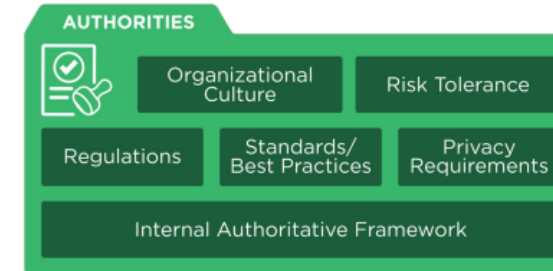 AUTHORITIES
Organizational
Culture
Risk Tolerance
Regulations
Standards/
Best Practices
Privacy
Requirements
Internal Authoritative Framework